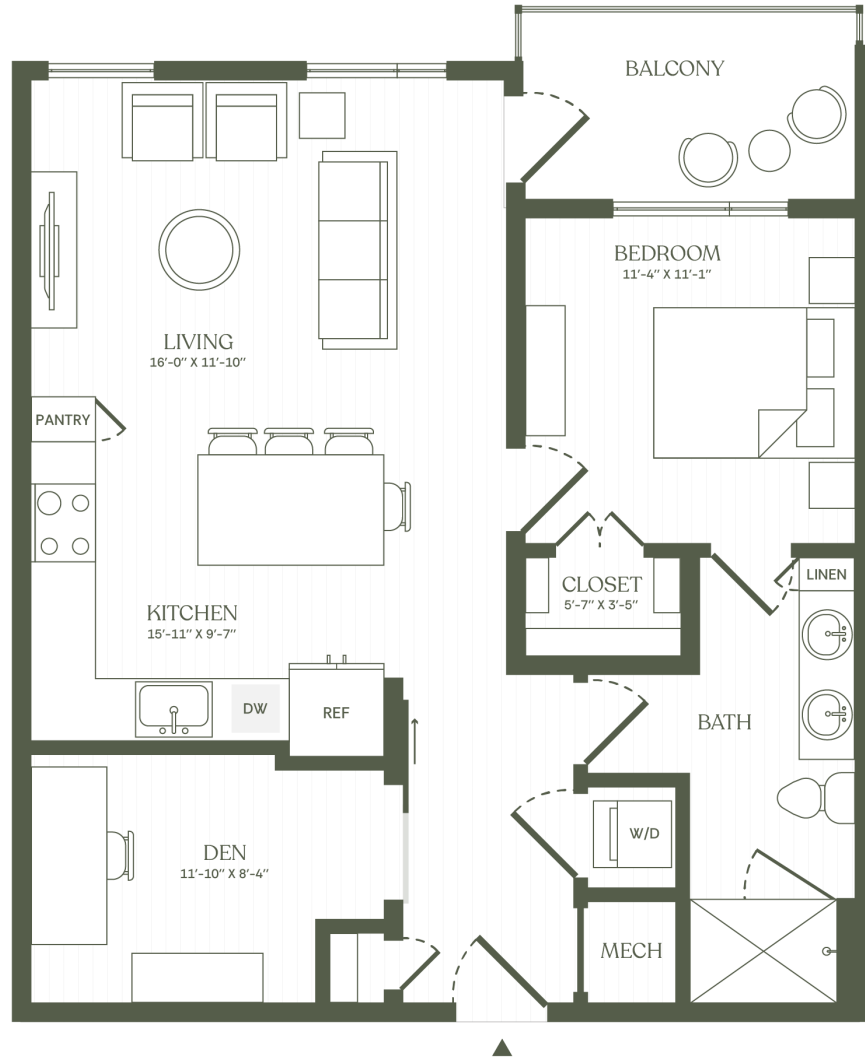 BALCONY
BEDROOM
11'-4" X 11'-1"
LIVING
16'-0" X 11'-10"
PANTRY
CLOSET
5'-7" X 3'-5"
LINEN
KITCHEN
15'-11" X 9'-7"
DW
REF
BATH
W/D
DEN
11'-10" X 8'-4"
MECH